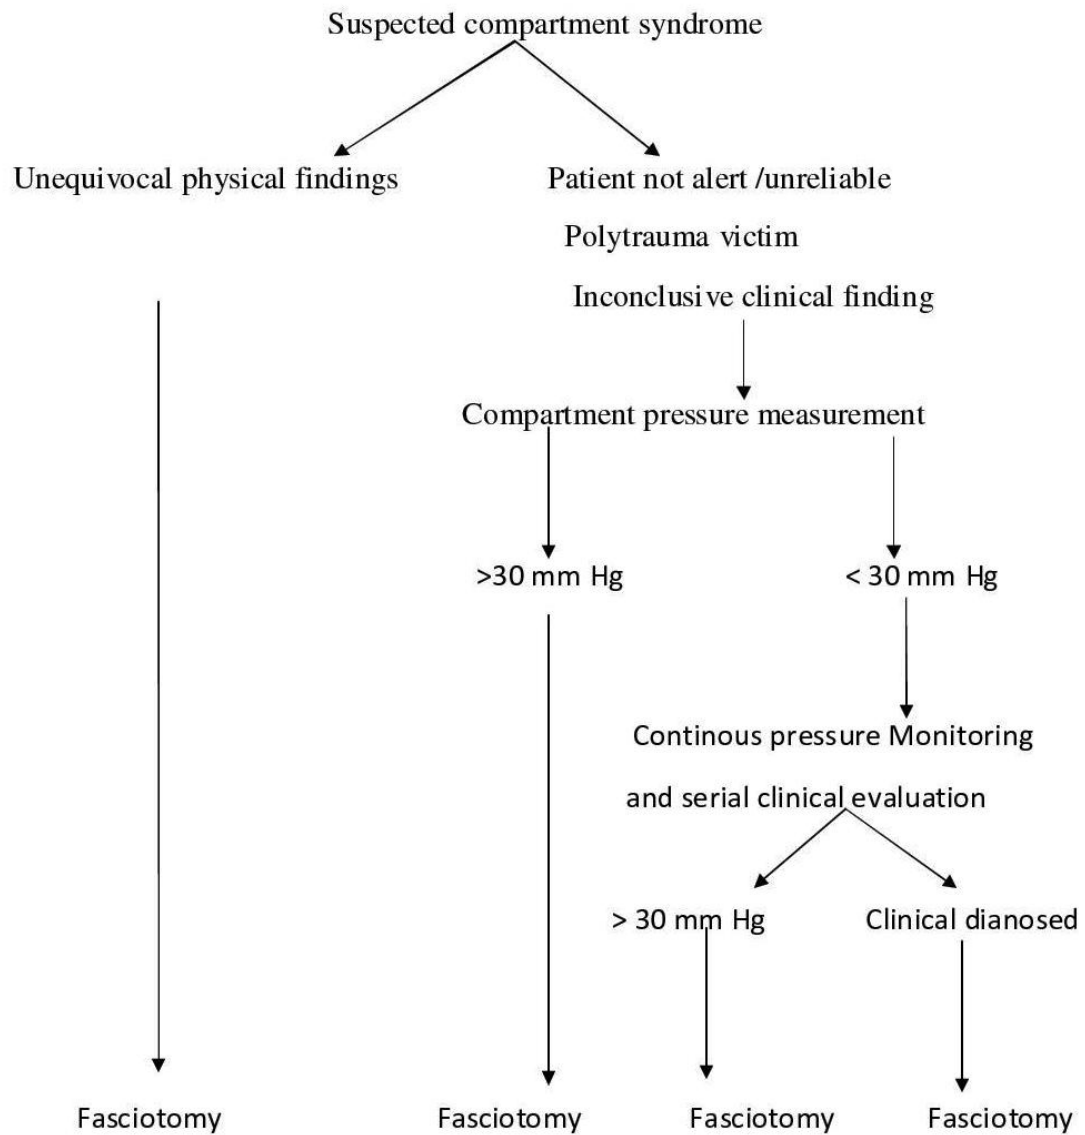 Suspected compartment syndrome
Unequivocal physical findings
Patient not alert /unreliable
Polytrauma victim
Inconclusive clinical finding
Compartment pressure measurement
>30 mm Hg
< 30 mm Hg
Continous pressure Monitoring
and serial clinical evaluation
> 30 mm Hg
Clinical dianosed
Fasciotomy
Fasciotomy
Fasciotomy
Fasciotomy